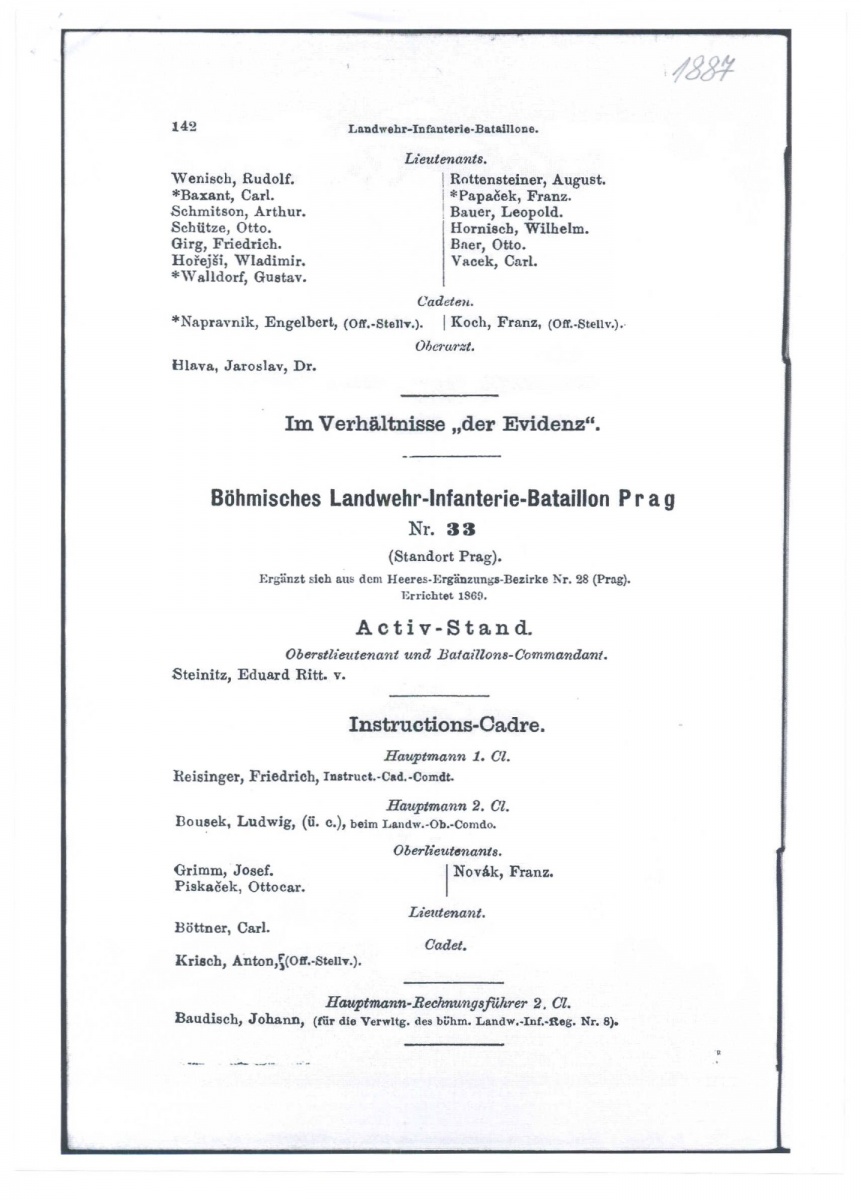 1887
142 Landwehr-Infanterie-Bataillone.
Lieutenants.
Wenisch, Rudolf.
*Baxant, Carl.
Schmitson, Arthur.
Schütze, Otto.
Girg, Friedrich.
Hořejší, Wladimir.
*Walldorf, Gustav.
Rottensteiner, August.
*Papaček, Franz.
Bauer, Leopold.
Hornisch, Wilhelm.
Baer, Otto.
Vacek, Carl.
Cadeten.
*Napravnik, Engelbert, (Off.-Stellv.). | Koch, Franz, (Off.-Stellv.).
Oberarzt.
Hlava, Jaroslav, Dr.
Im Verhältnisse „der Evidenz“.
Böhmisches Landwehr-Infanterie-Bataillon Prag
Nr. 33
(Standort Prag).
Ergänzt sich aus dem Heeres-Ergänzungs-Bezirke Nr. 28 (Prag).
Errichtet 1869.
Activ-Stand.
Oberstlieutenant und Bataillons-Commandant.
Steinitz, Eduard Ritt. v.
Instructions-Cadre.
Hauptmann 1. Cl.
Reisinger, Friedrich, Instruct.-Cad.-Comdt.
Hauptmann 2. Cl.
Bousek, Ludwig, (ü. c.), beim Landw.-Ob.-Comdo.
Oberlieutenants.
Grimm, Josef.
Piskaček, Ottocar.
Novák, Franz.
Lieutenant.
Böttner, Carl.
Cadet.
Krisch, Anton, (Off.-Stellv.).
Hauptmann-Rechnungsführer 2. Cl.
Baudisch, Johann, (für die Verwltg. des böhm. Landw.-Inf.-Reg. Nr. 8).